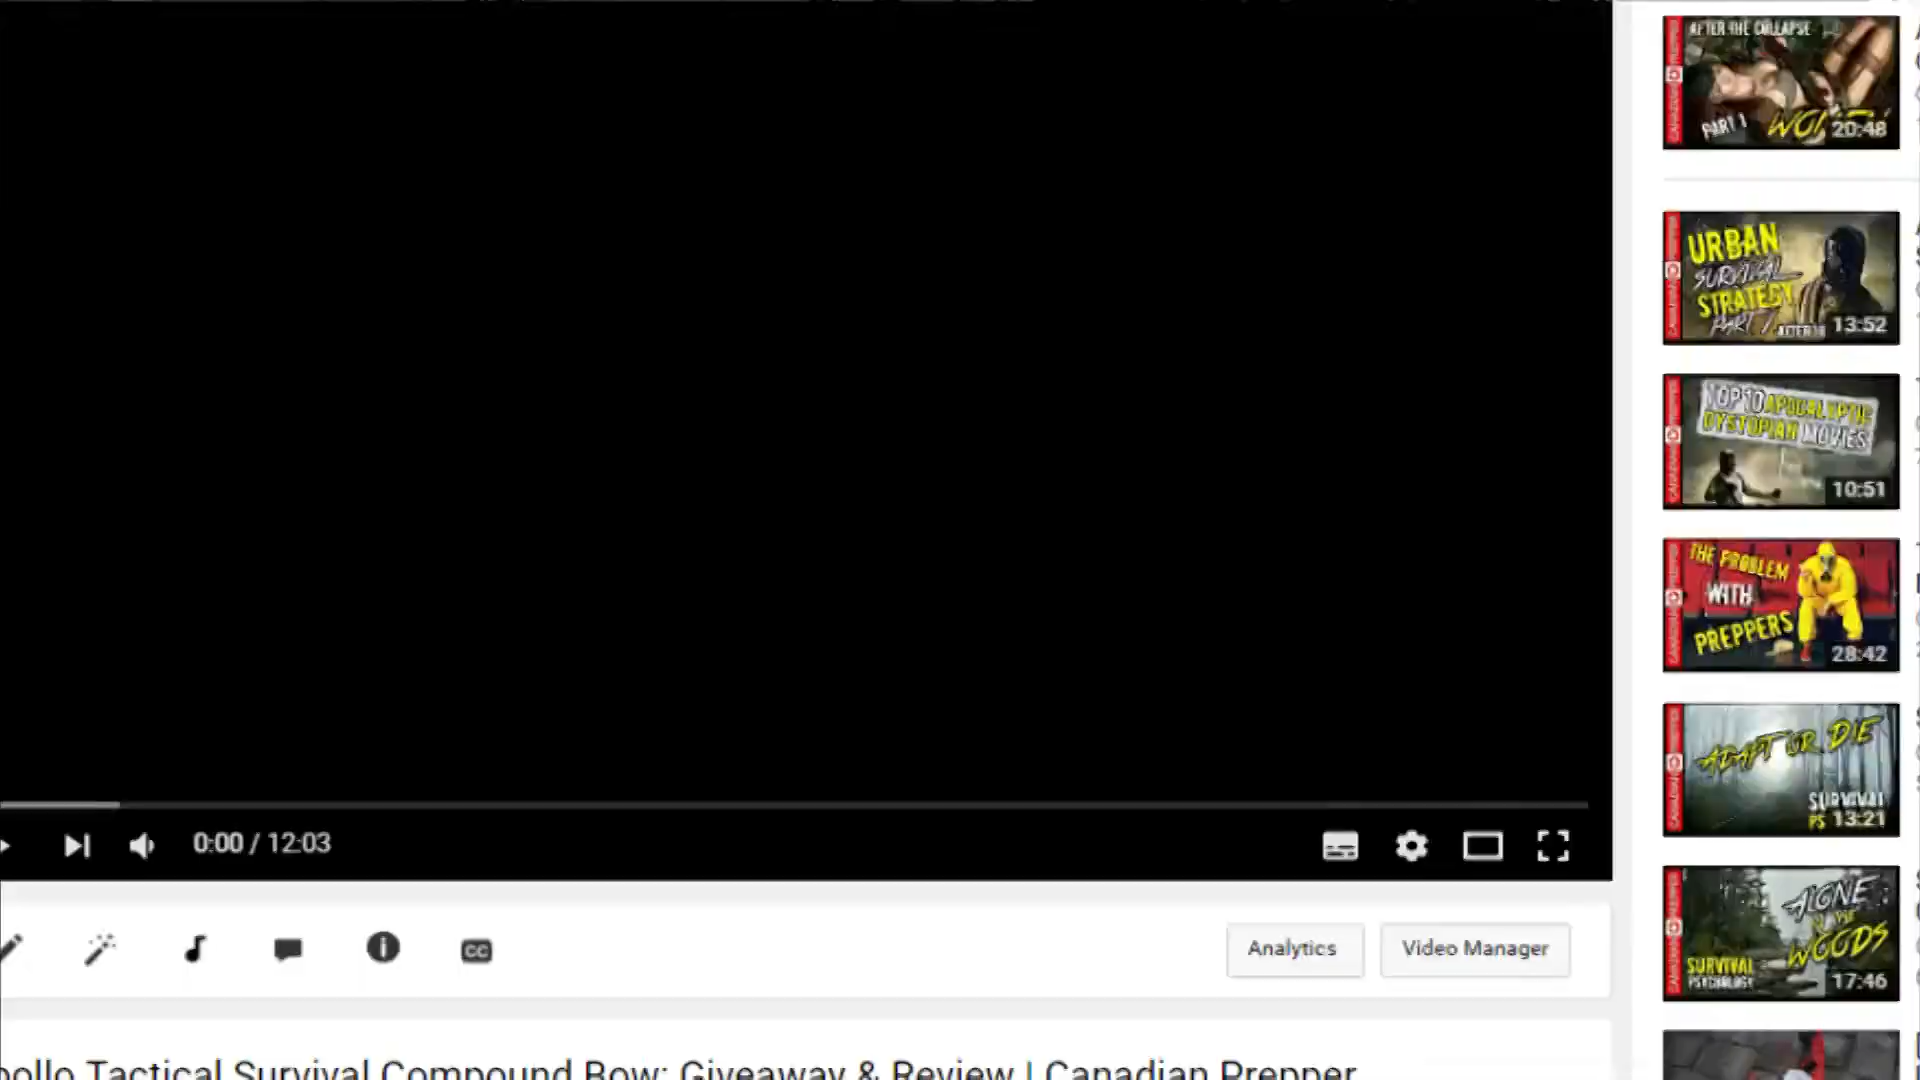 0:00 / 12:03
Analytics
Video Manager
ollo Tactical Survival Compound Bow: Giveaway & Review | Canadian Prepper
AFTER THE COLLAPSE
PART 1
20:48
URBAN
SURVIVAL
STRATEGY
PART
13:52
TOP 10 APOCALYPTIC
DYSTOPIAN MOVIES
10:51
THE PROBLEM
WITH
PREPPERS
28:42
ADAPT OR DIE
SURVIVAL
PS 13:21
ALONE
THE
WOODS
SURVIVAL
PSYCHOLOGY
17:46
CC